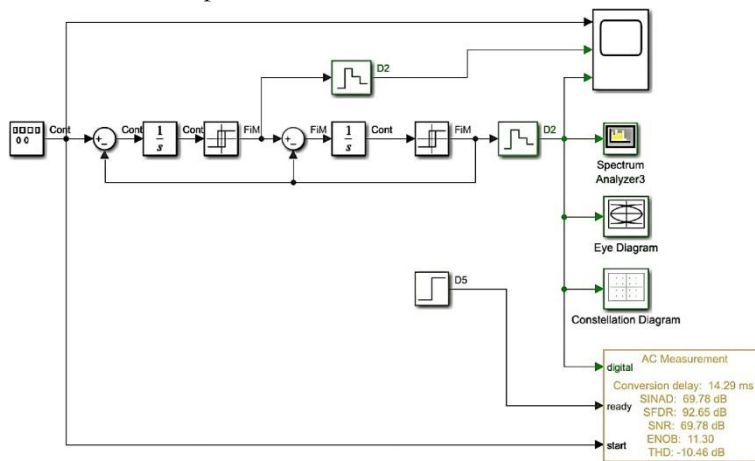 D2
Cont
Cont
1
s
Cont
FiM
FiM
1
s
Cont
FiM
D2
Spectrum
Analyzer3
Eye Diagram
D5
Constellation Diagram
AC Measurement
digital
Conversion delay: 14.29 ms
SINAD: 69.78 dB
ready
SFDR: 92.65 dB
SNR: 69.78 dB
start
ENOB: 11.30
THD: -10.46 dB